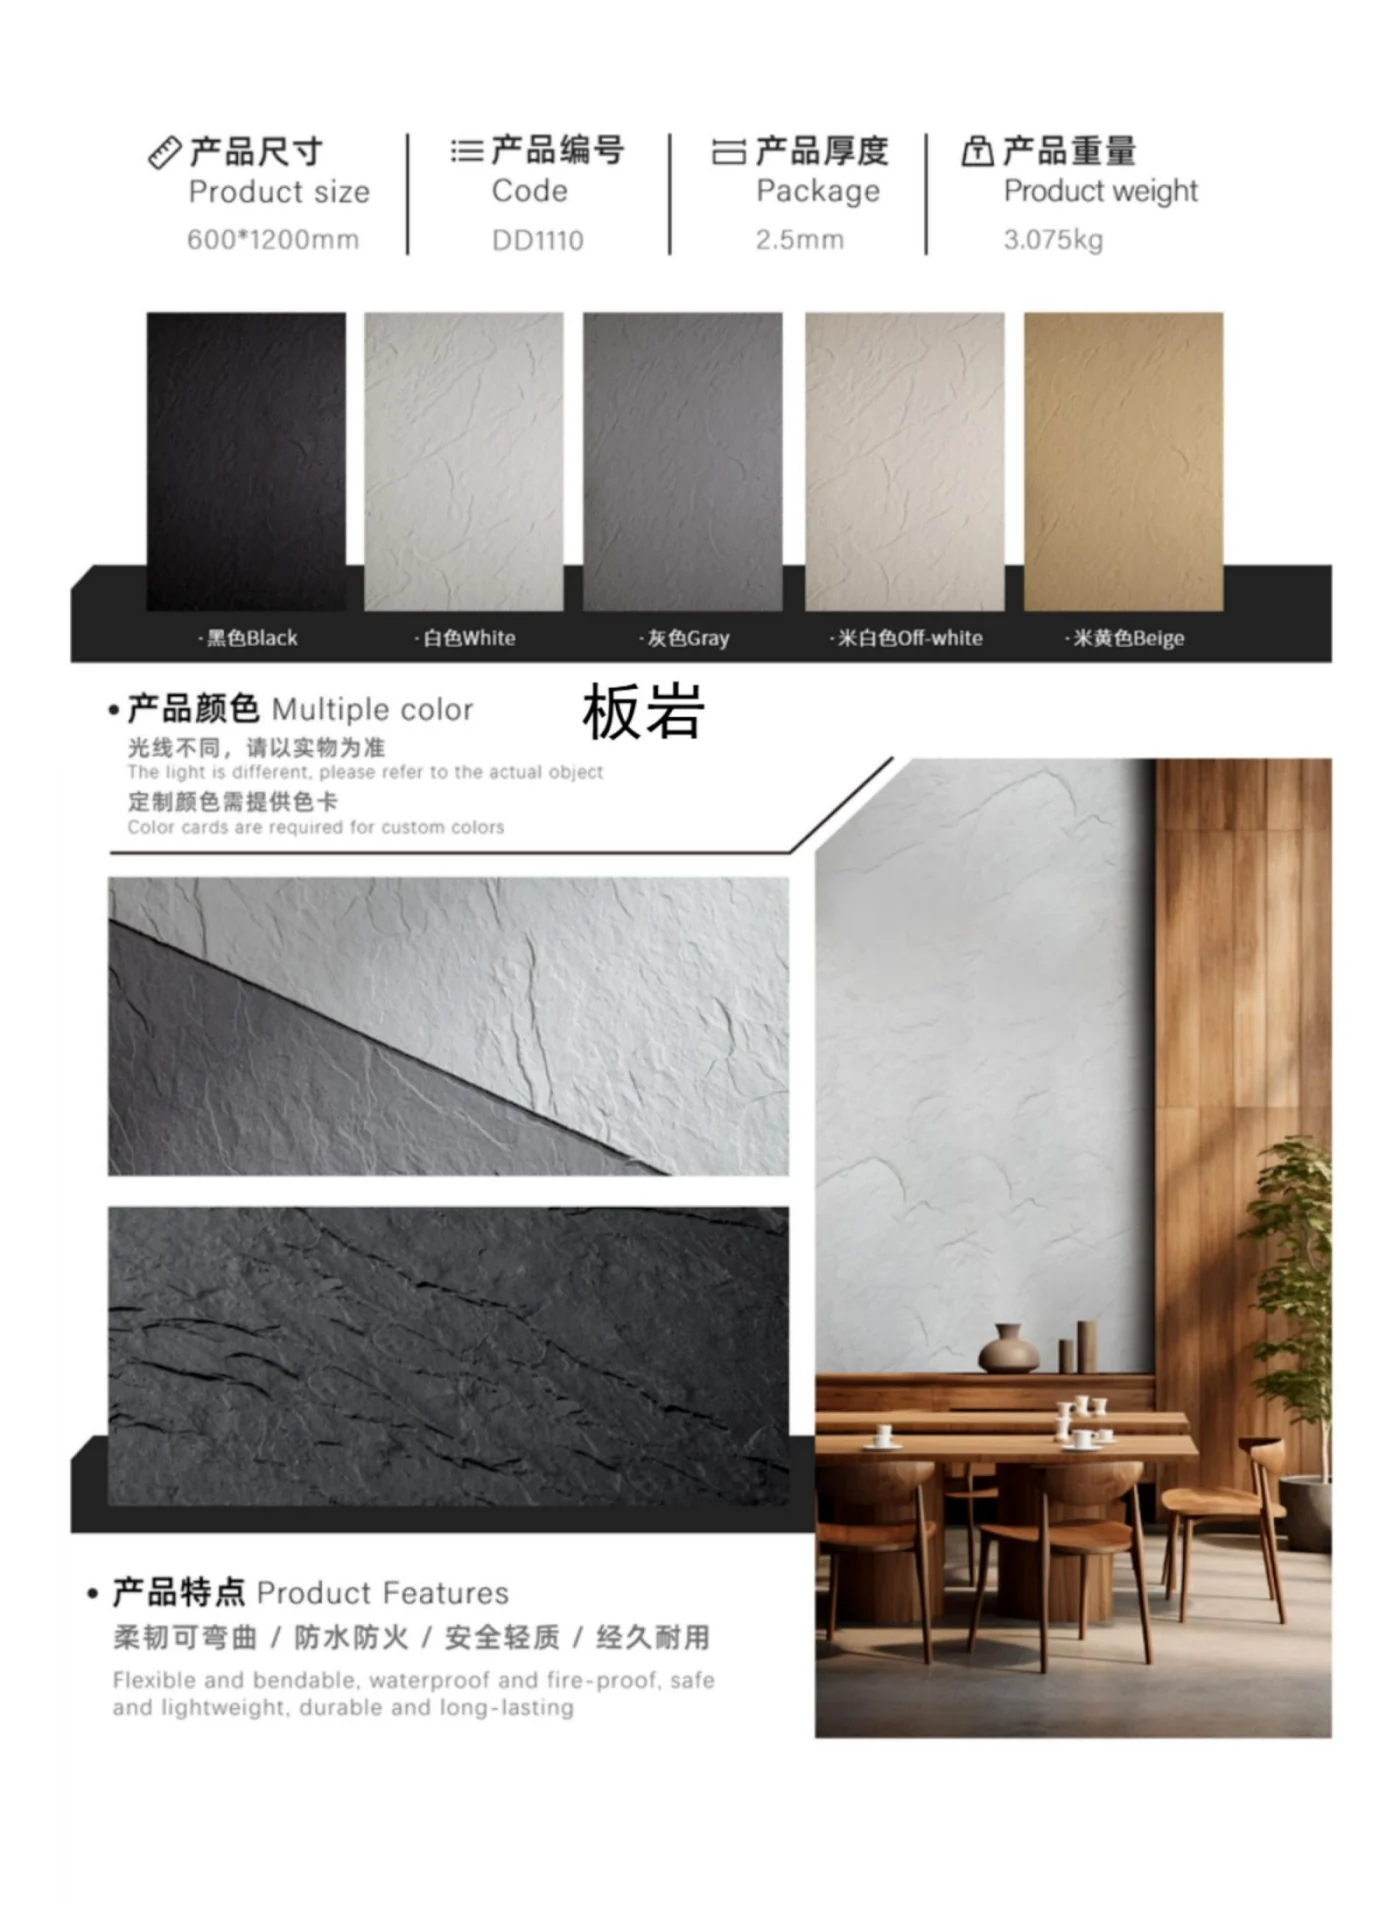 产品尺寸
Product size
600*1200mm
产品编号
Code
DD1110
产品厚度
Package
2.5mm
产品重量
Product weight
3.075kg
·黑色Black
·白色White
·灰色Gray
·米白色Off-white
·米黄色Beige
•产品颜色 Multiple color
板岩
光线不同，请以实物为准
The light is different, please refer to the actual object
定制颜色需提供色卡
Color cards are required for custom colors
• 产品特点 Product Features
柔韧可弯曲 / 防水防火 / 安全轻质 / 经久耐用
Flexible and bendable, waterproof and fire-proof, safe
and lightweight, durable and long-lasting